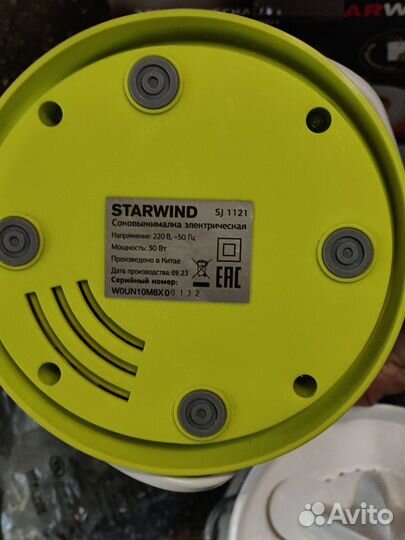 STARWIND SJ 1121
Соковыжималка электрическая
Напряжение: 220 В, ~50 Гц
Мощность: 30 Вт
Произведено в Китае
Дата производства: 09.23
Серийный номер:
W0UN10M8X00132
EAC
Avito